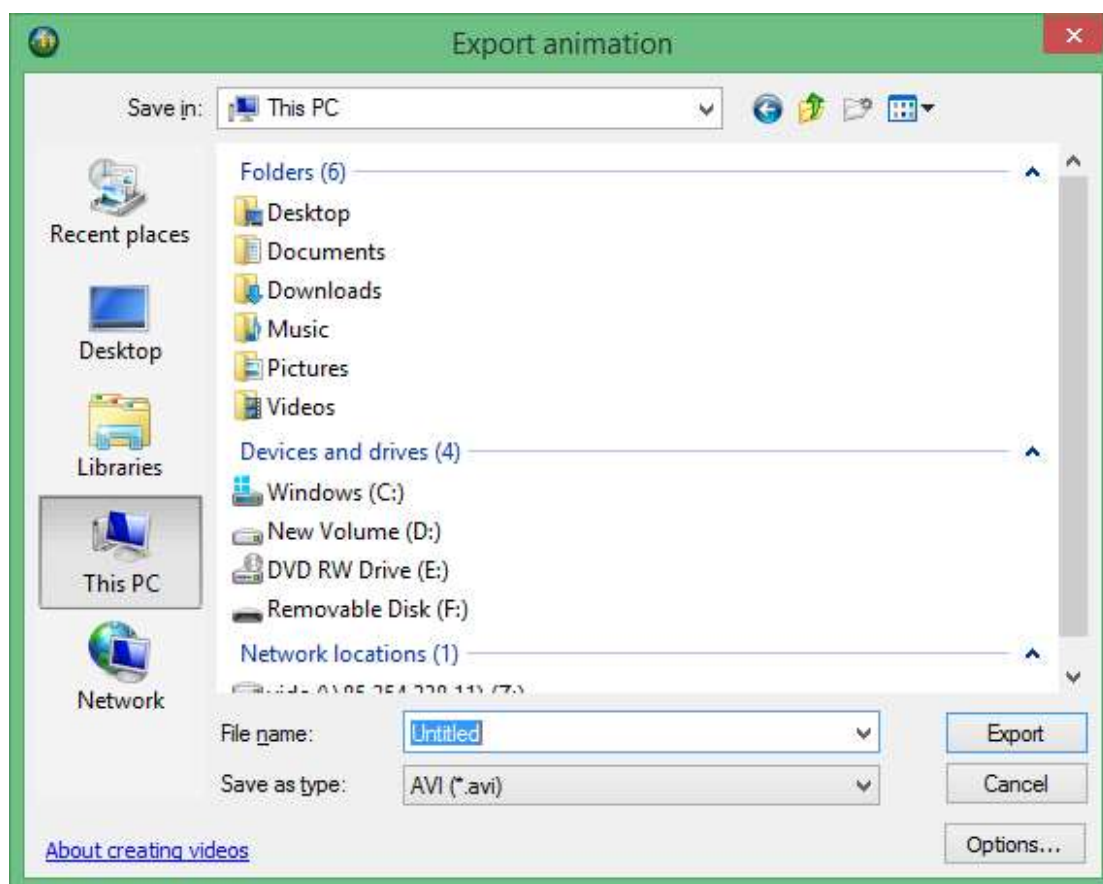 Export animation
Save in: This PC
Recent places
Desktop
Libraries
This PC
Network
Folders (6)
Desktop
Documents
Downloads
Music
Pictures
Videos
Devices and drives (4)
Windows (C:)
New Volume (D:)
DVD RW Drive (E:)
Removable Disk (F:)
Network locations (1)
File name: Untitled
Export
Save as type: AVI (*.avi)
Cancel
About creating videos
Options...